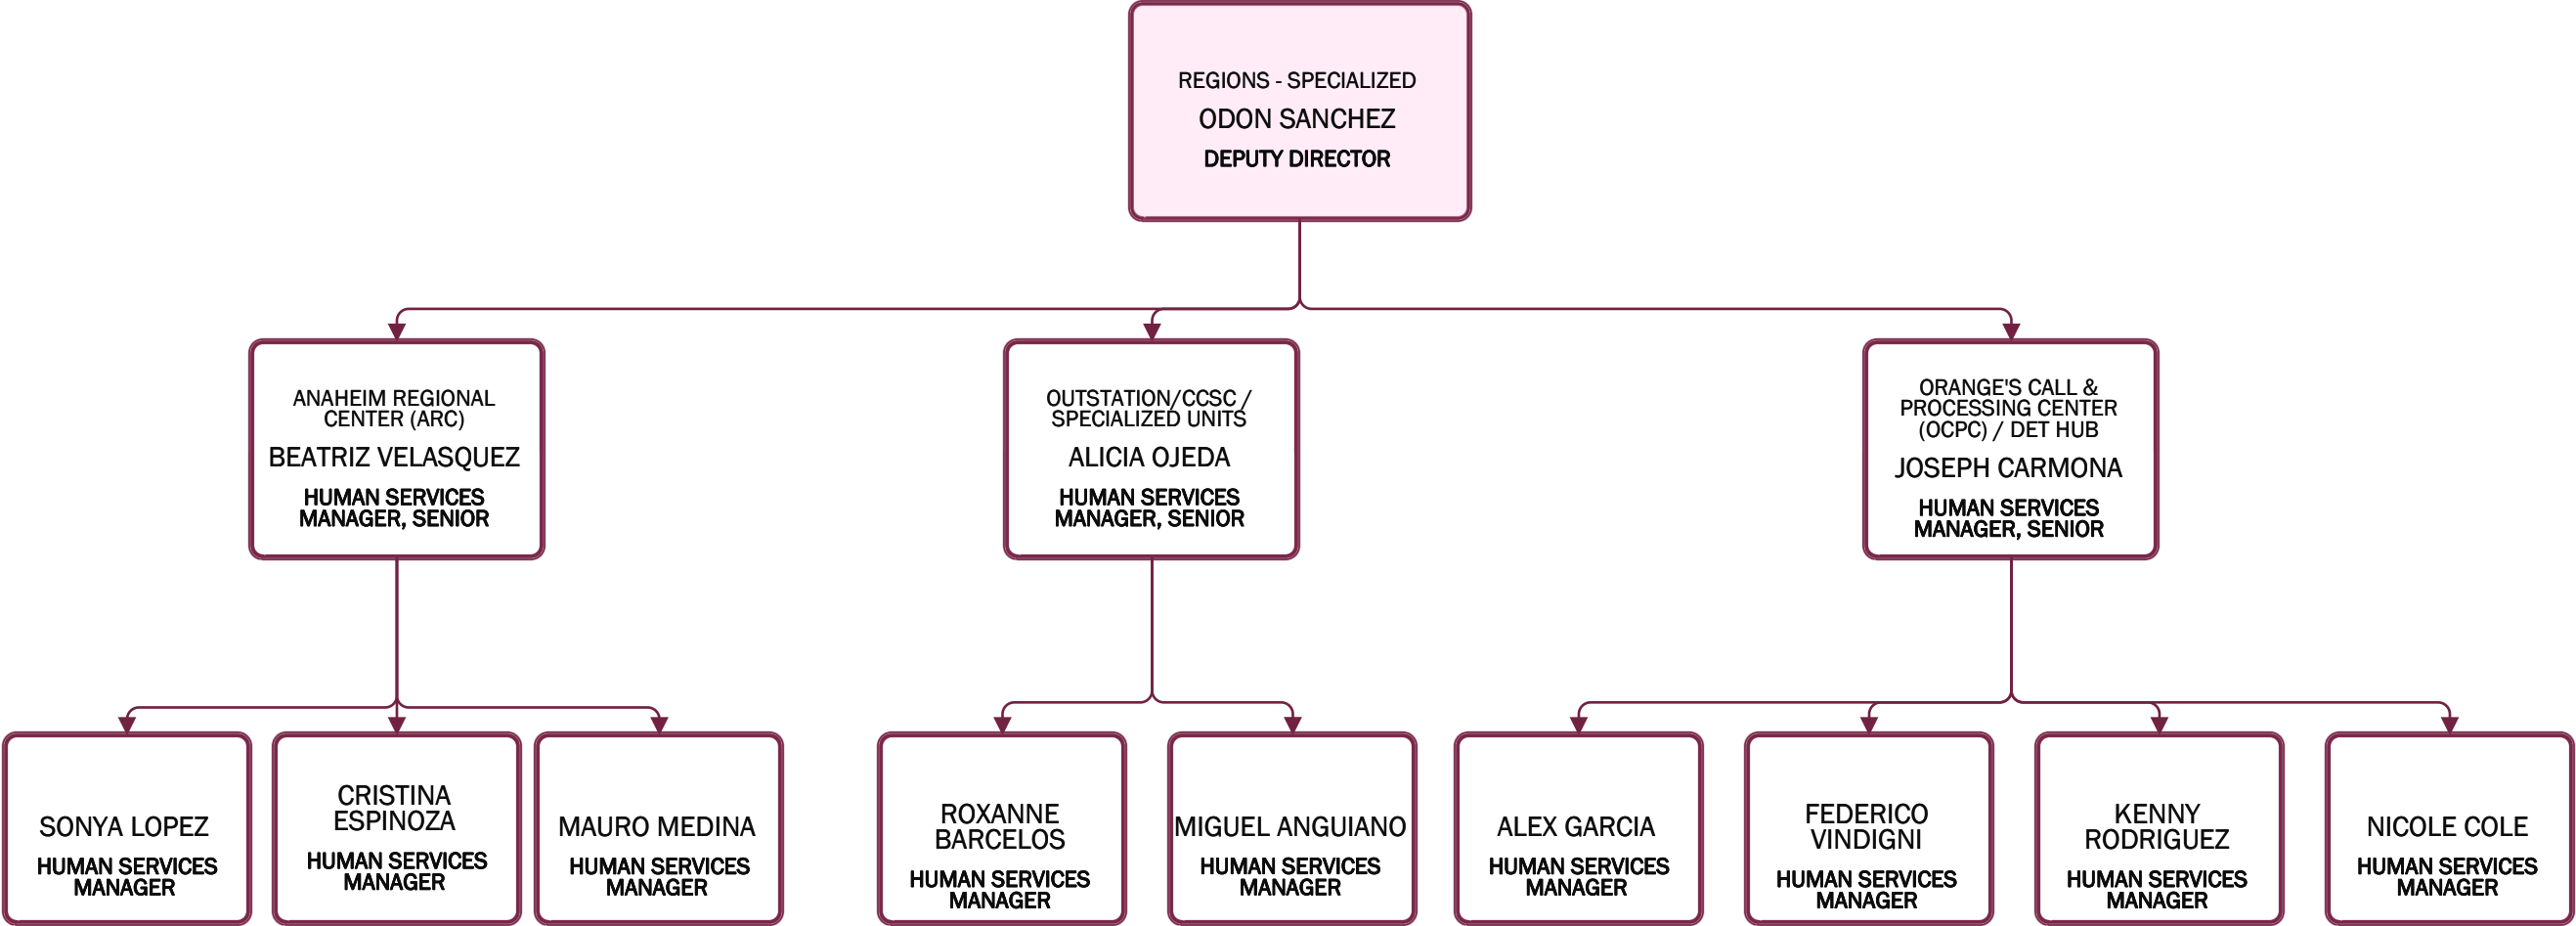 REGIONS - SPECIALIZED
ODON SANCHEZ
DEPUTY DIRECTOR
ANAHEIM REGIONAL
CENTER (ARC)
BEATRIZ VELASQUEZ
HUMAN SERVICES
MANAGER, SENIOR
OUTSTATION/CCSC /
SPECIALIZED UNITS
ALICIA OJEDA
HUMAN SERVICES
MANAGER, SENIOR
ORANGE'S CALL &
PROCESSING CENTER
(OCPC) / DET HUB
JOSEPH CARMONA
HUMAN SERVICES
MANAGER, SENIOR
SONYA LOPEZ
HUMAN SERVICES
MANAGER
CRISTINA
ESPINOZA
HUMAN SERVICES
MANAGER
MAURO MEDINA
HUMAN SERVICES
MANAGER
ROXANNE
BARCELOS
HUMAN SERVICES
MANAGER
MIGUEL ANGUIANO
HUMAN SERVICES
MANAGER
ALEX GARCIA
HUMAN SERVICES
MANAGER
FEDERICO
VINDIGNI
HUMAN SERVICES
MANAGER
KENNY
RODRIGUEZ
HUMAN SERVICES
MANAGER
NICOLE COLE
HUMAN SERVICES
MANAGER